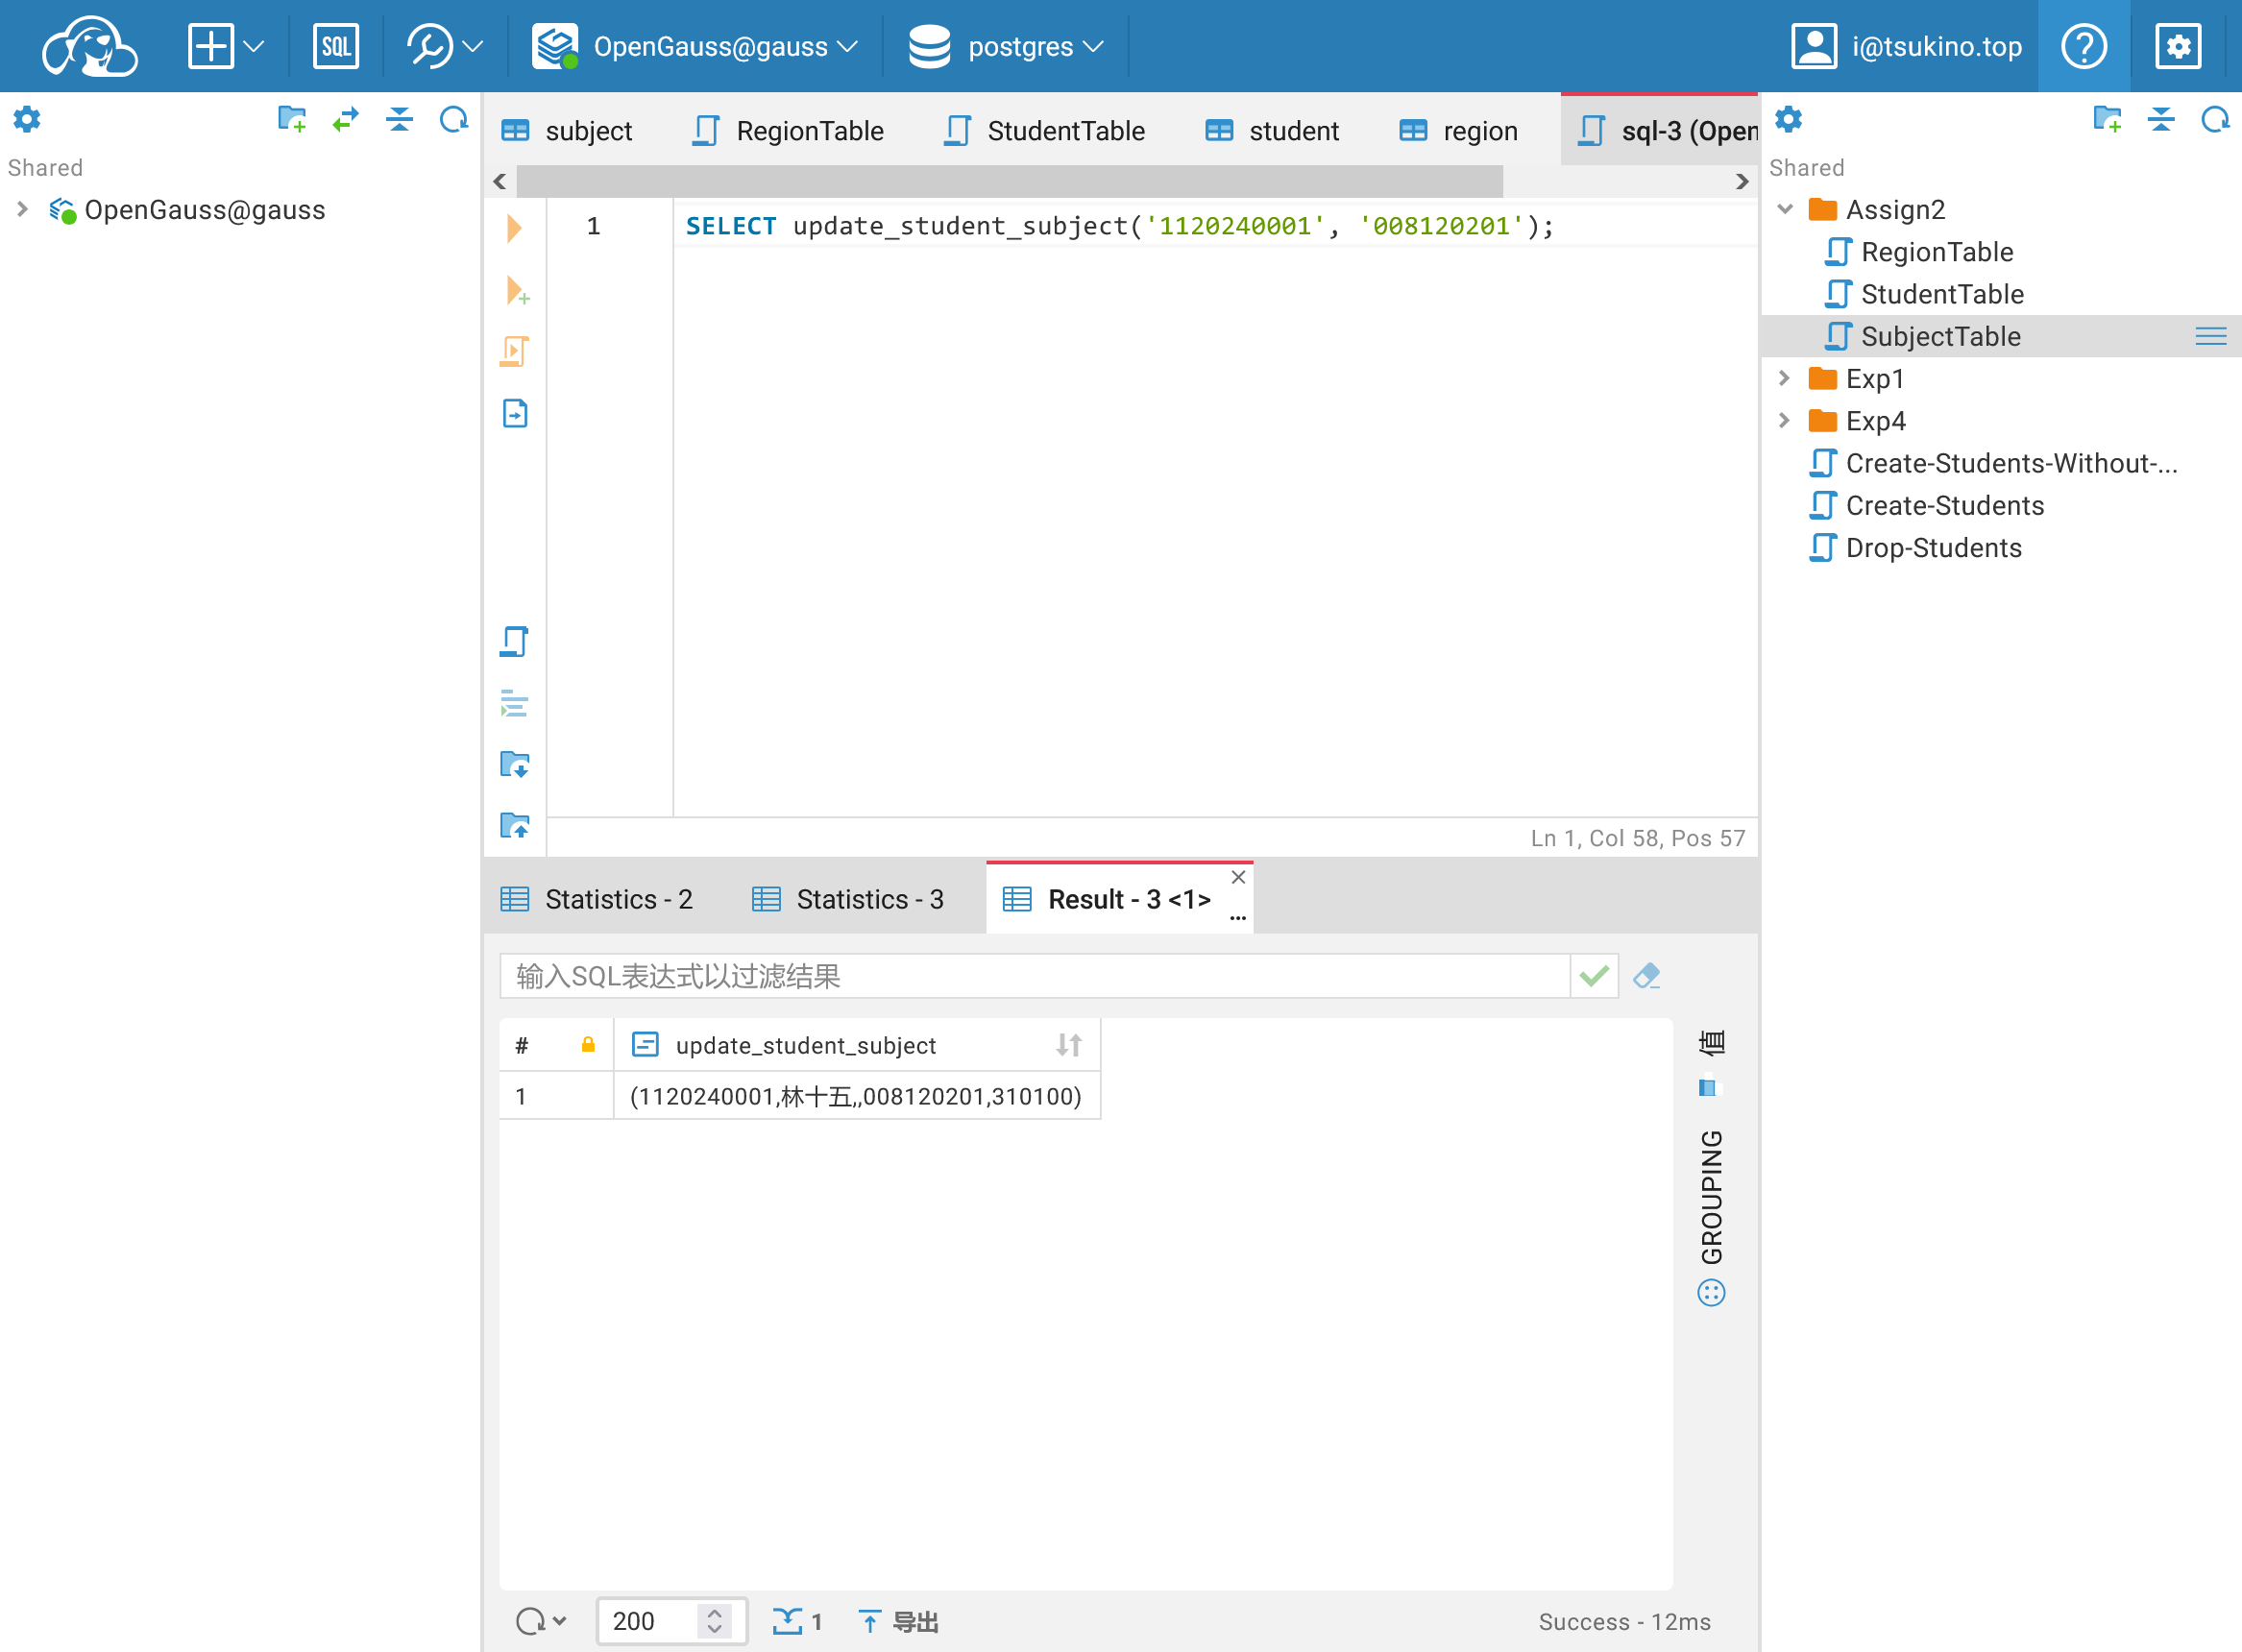 SQL
OpenGauss@gauss
postgres
i@tsukino.top
Shared
OpenGauss@gauss
subject
RegionTable
StudentTable
student
region
sql-3 (Open
1
SELECT update_student_subject('1120240001', '008120201');
Ln 1, Col 58, Pos 57
Statistics - 2
Statistics - 3
Result - 3 <1>
输入SQL表达式以过滤结果
# update_student_subject
1 (1120240001,林十五,,008120201,310100)
值
GROUPING
200
1
导出
Success - 12ms
Shared
Assign2
RegionTable
StudentTable
SubjectTable
Exp1
Exp4
Create-Students-Without-...
Create-Students
Drop-Students